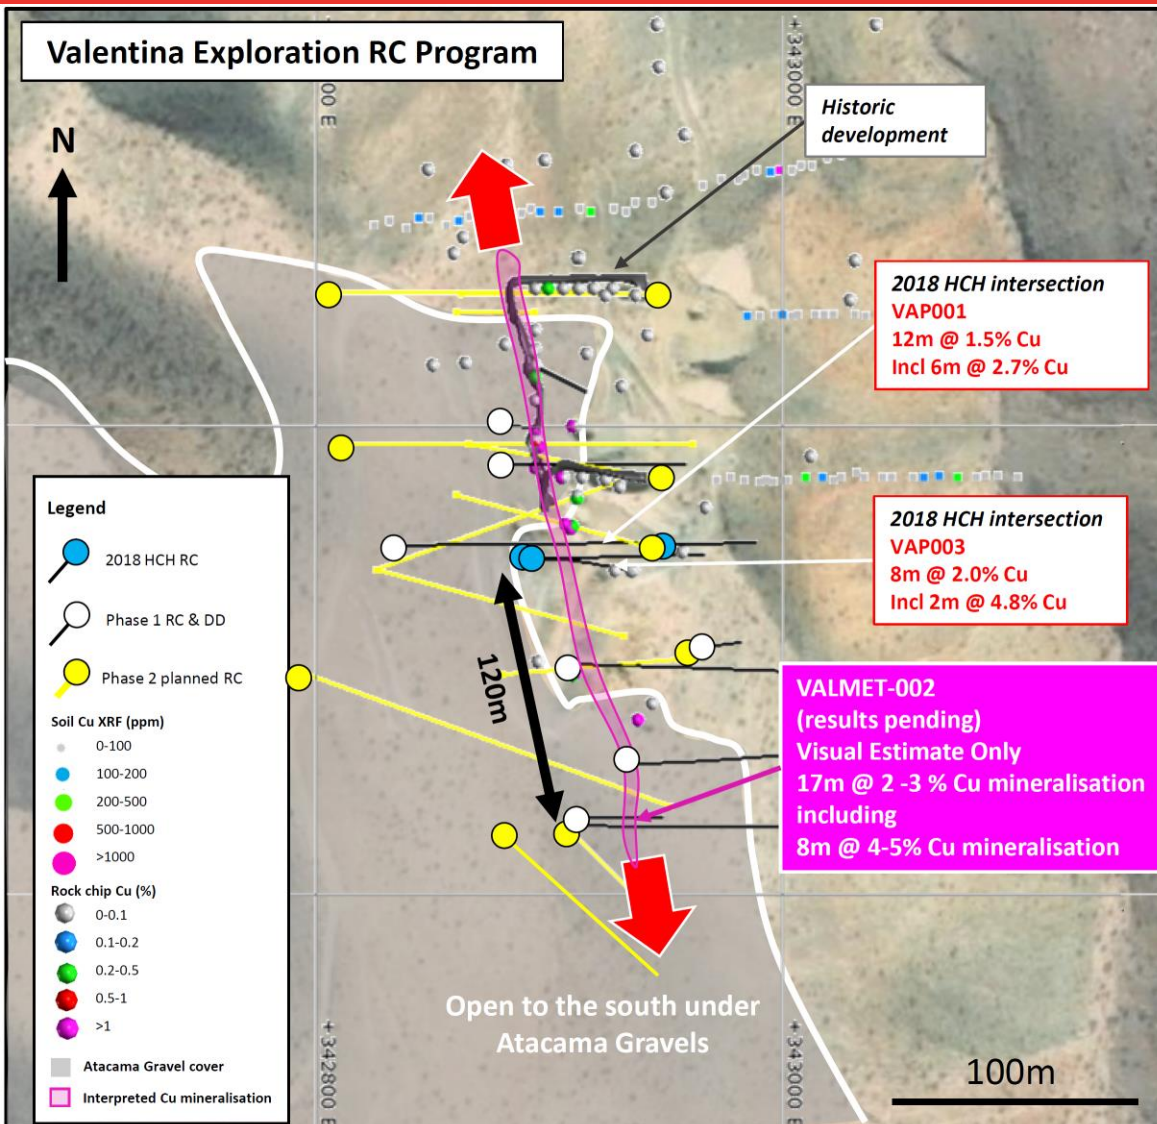 Valentina Exploration RC Program
N
+343000 E
Historic
development
2018 HCH intersection
VAP001
12m @ 1.5% Cu
Incl 6m @ 2.7% Cu
2018 HCH intersection
VAP003
8m @ 2.0% Cu
Incl 2m @ 4.8% Cu
120m
VALMET-002
(results pending)
Visual Estimate Only
17m @ 2 -3 % Cu mineralisation
including
8m @ 4-5% Cu mineralisation
Legend
2018 HCH RC
Phase 1 RC & DD
Phase 2 planned RC
Soil Cu XRF (ppm)
0-100
100-200
200-500
500-1000
>1000
Rock chip Cu (%)
0-0.1
0.1-0.2
0.2-0.5
0.5-1
>1
Atacama Gravel cover
Interpreted Cu mineralisation
Open to the south under
Atacama Gravels
+342800 E
+343000 E
100m